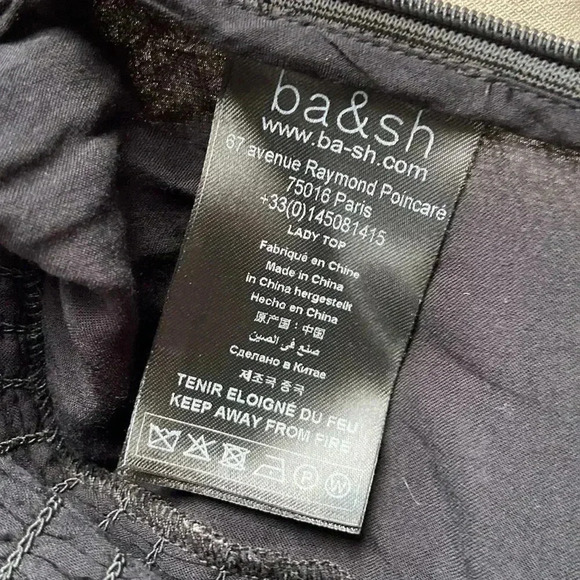 ba&sh
www.ba-sh.com
67 avenue Raymond Poincaré
75016 Paris
+33(0)145081415
LADY TOP
Fabriqué en Chine
Made in China
in China hergestellt
Hecho en China
原产国：中国
صنع في الصين
Сделано в Китае
제조국 중국
TENIR ELOIGNÉ DU FEU
KEEP AWAY FROM FIRE
P W